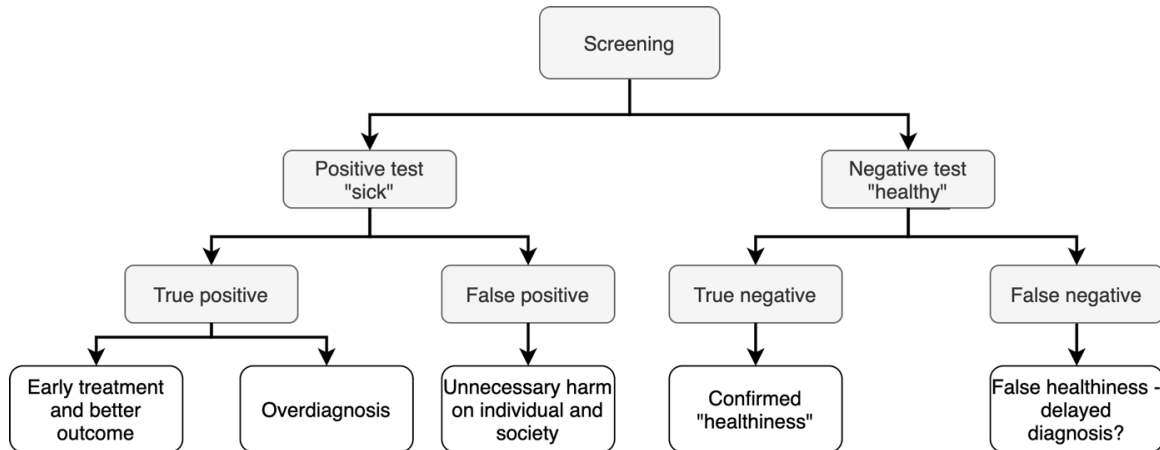 Screening
Positive test
"sick"
Negative test
"healthy"
True positive
False positive
True negative
False negative
Early treatment
and better
outcome
Overdiagnosis
Unnecessary harm
on individual and
society
Confirmed
"healthiness"
False healthiness -
delayed
diagnosis?